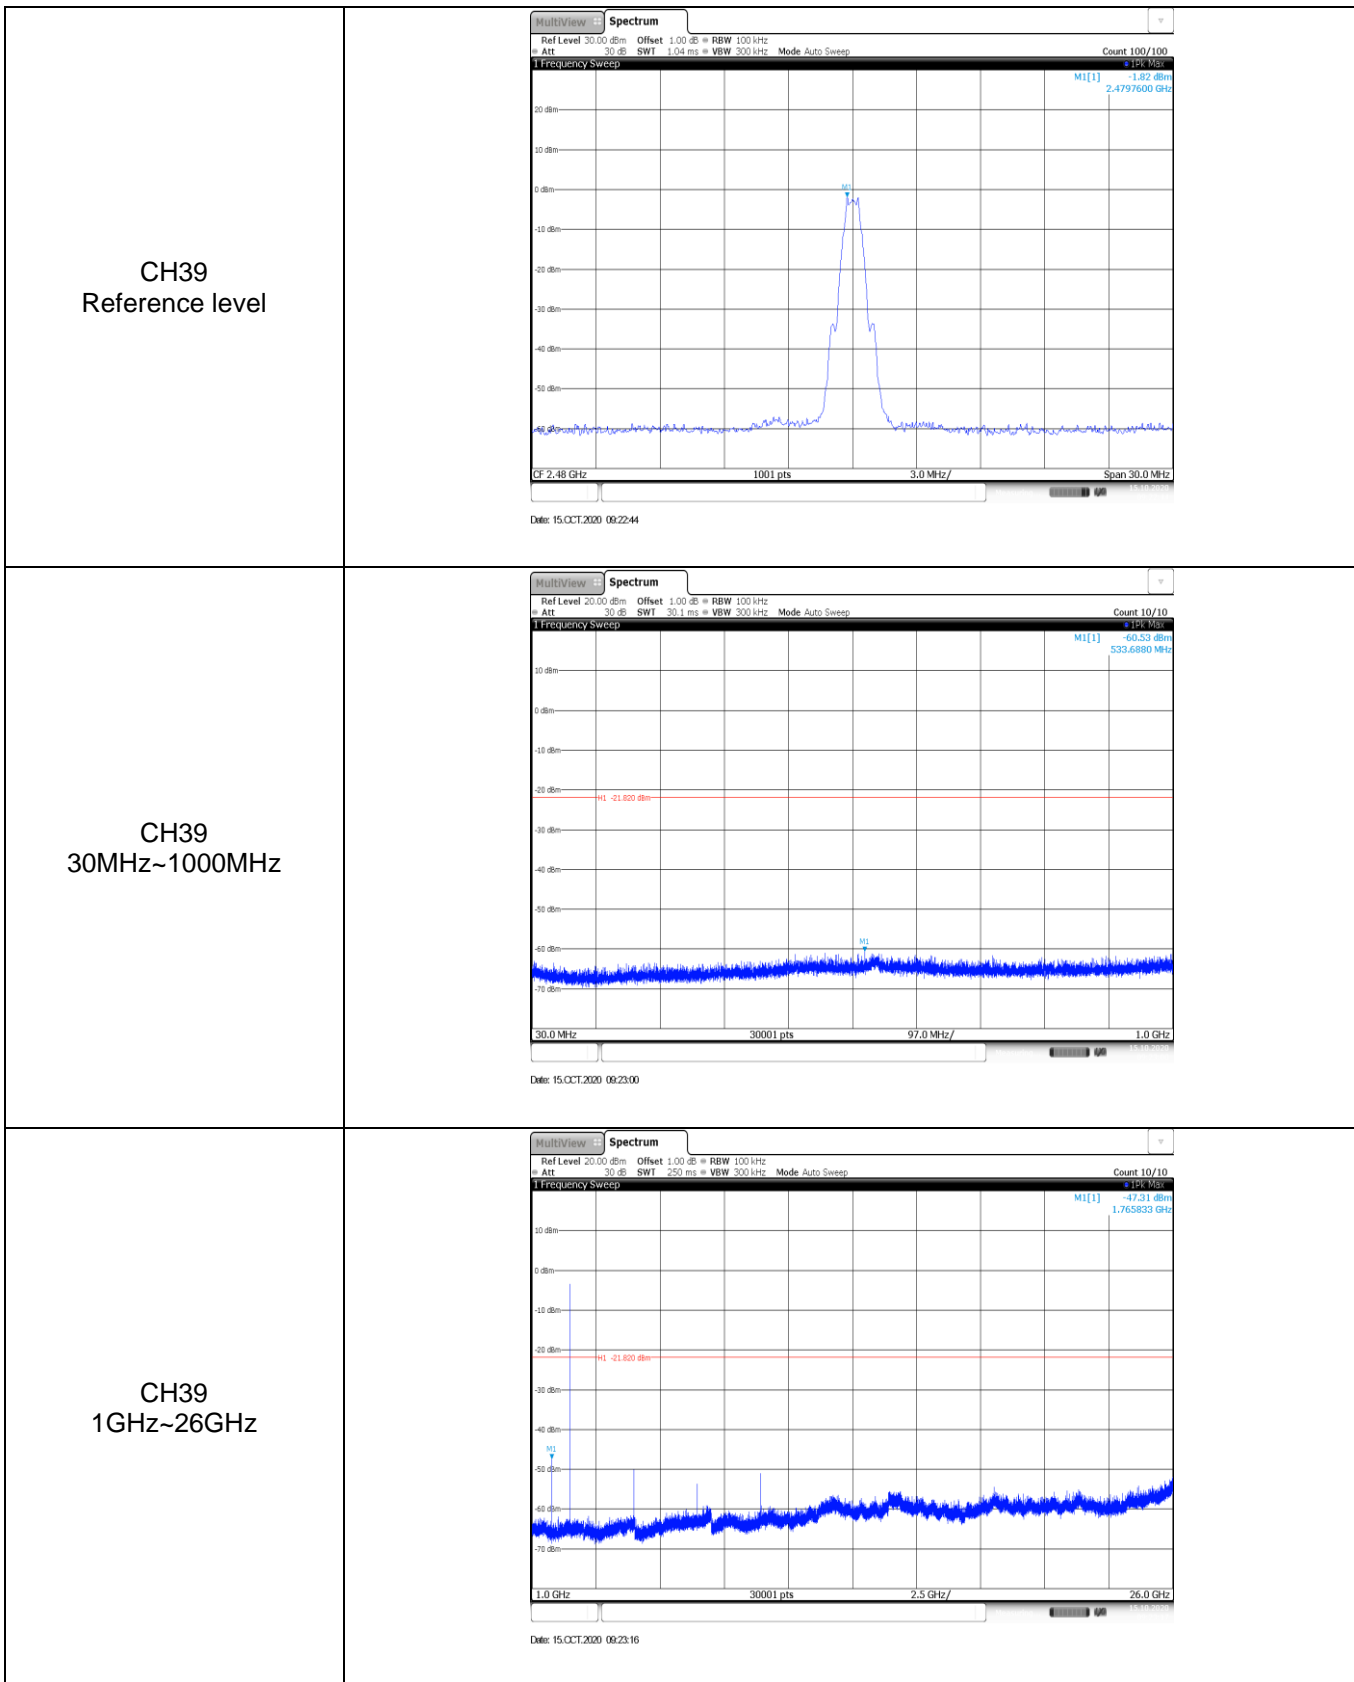 CH39
Reference level
MultiView Spectrum
Ref Level 30.00 dBm Offset 1.00 dB RBW 100 kHz
Att 30 dB SWT 1.04 ms VBW 300 kHz Mode Auto Sweep Count 100/100
1 Frequency Sweep 1Pk Max
M1[1] -1.82 dBm
2.4797600 GHz
20 dBm
10 dBm
M1
0 dBm
-10 dBm
-20 dBm
-30 dBm
-40 dBm
-50 dBm
-60 dBm
CF 2.48 GHz 1001 pts 3.0 MHz/ Span 30.0 MHz
Date: 15.OCT.2020 09:22:44
CH39
30MHz~1000MHz
MultiView Spectrum
Ref Level 20.00 dBm Offset 1.00 dB RBW 100 kHz
Att 30 dB SWT 30.1 ms VBW 300 kHz Mode Auto Sweep Count 10/10
1 Frequency Sweep 1Pk Max
M1[1] -60.53 dBm
533.6880 MHz
10 dBm
0 dBm
-10 dBm
-20 dBm
H1 -21.820 dBm
-30 dBm
-40 dBm
-50 dBm
M1
-60 dBm
-70 dBm
30.0 MHz 30001 pts 97.0 MHz/ 1.0 GHz
Date: 15.OCT.2020 09:23:00
CH39
1GHz~26GHz
MultiView Spectrum
Ref Level 20.00 dBm Offset 1.00 dB RBW 100 kHz
Att 30 dB SWT 250 ms VBW 300 kHz Mode Auto Sweep Count 10/10
1 Frequency Sweep 1Pk Max
M1[1] -47.31 dBm
1.765833 GHz
10 dBm
0 dBm
-10 dBm
-20 dBm
H1 -21.820 dBm
-30 dBm
-40 dBm
M1
-50 dBm
-60 dBm
-70 dBm
1.0 GHz 30001 pts 2.5 GHz/ 26.0 GHz
Date: 15.OCT.2020 09:23:16